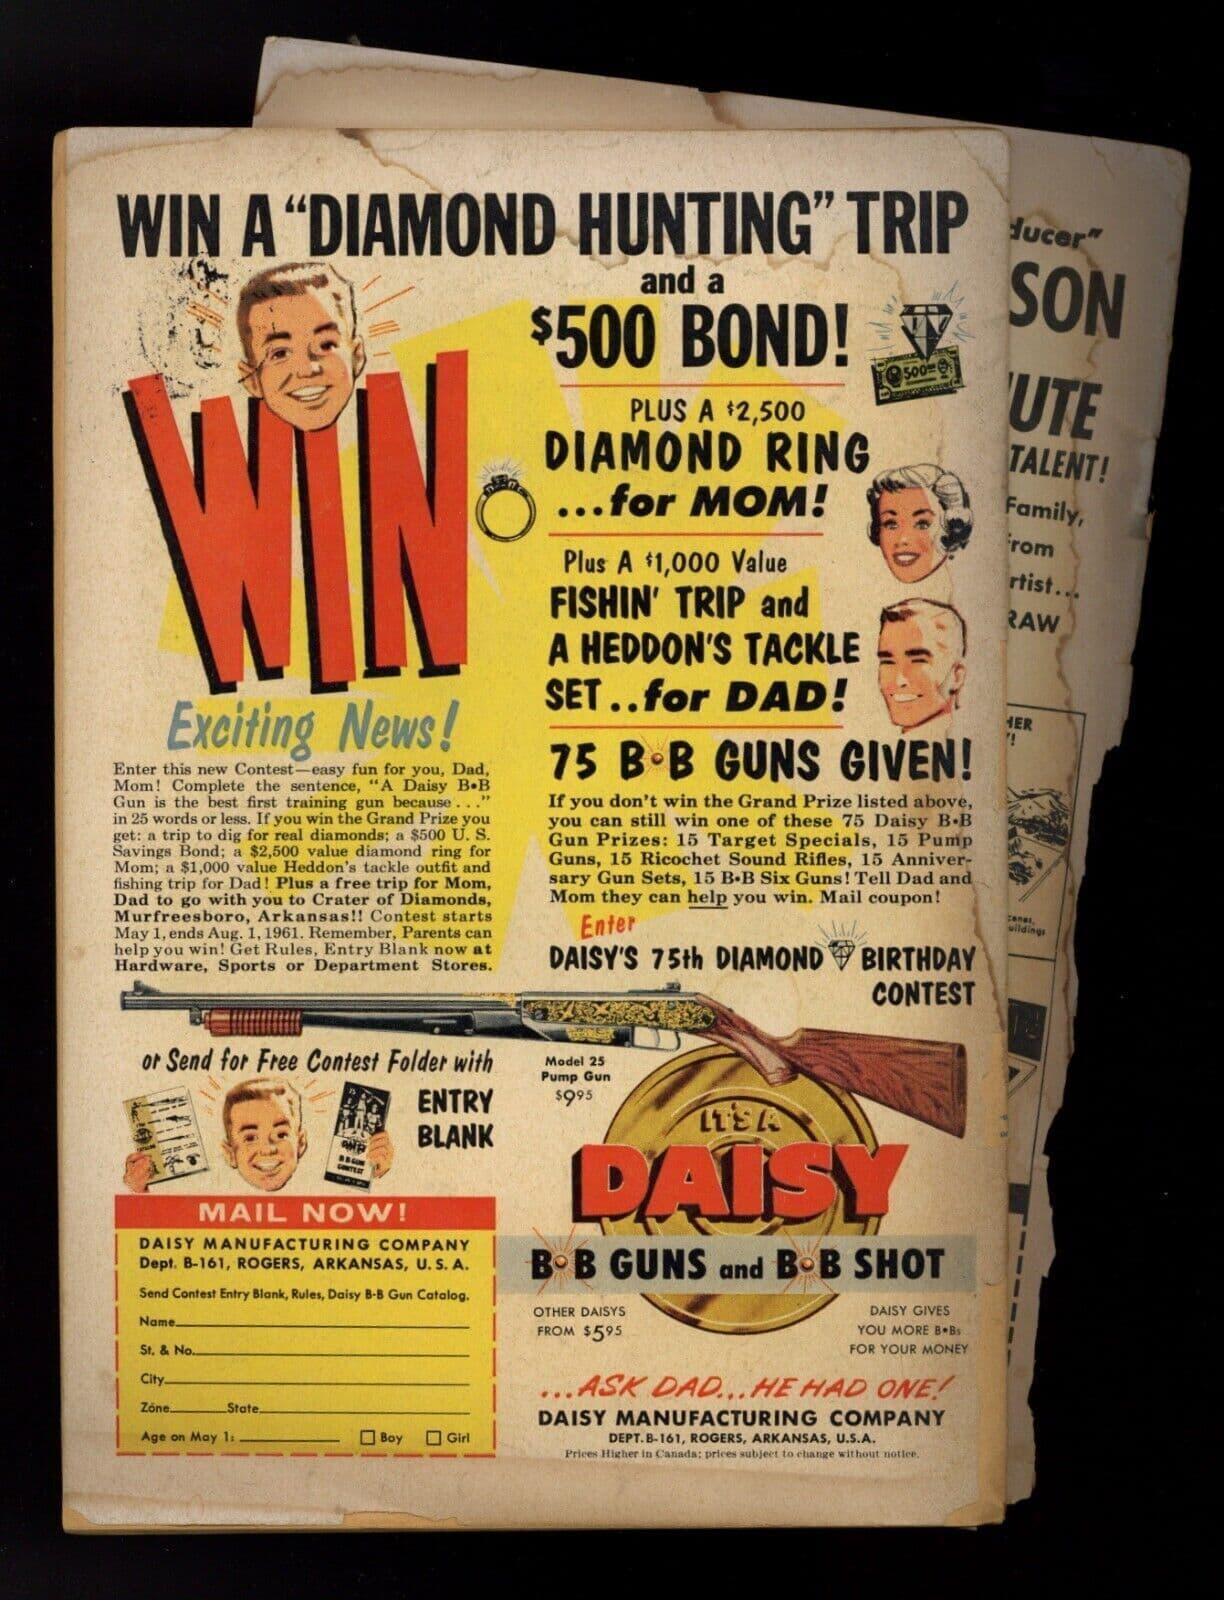 WIN A “DIAMOND HUNTING” TRIP
and a
$500 BOND!
$500
WIN
PLUS A $2,500
DIAMOND RING
...for MOM!
Plus A $1,000 Value
FISHIN' TRIP and
A HEDDON'S TACKLE
SET..for DAD!
Exciting News!
Enter this new Contest—easy fun for you, Dad,
Mom! Complete the sentence, “A Daisy B•B
Gun is the best first training gun because . . .”
in 25 words or less. If you win the Grand Prize you
get: a trip to dig for real diamonds; a $500 U. S.
Savings Bond; a $2,500 value diamond ring for
Mom; a $1,000 value Heddon's tackle outfit and
fishing trip for Dad! Plus a free trip for Mom,
Dad to go with you to Crater of Diamonds,
Murfreesboro, Arkansas!! Contest starts
May 1, ends Aug. 1, 1961. Remember, Parents can
help you win! Get Rules, Entry Blank now at
Hardware, Sports or Department Stores.
75 B•B GUNS GIVEN!
If you don't win the Grand Prize listed above,
you can still win one of these 75 Daisy B•B
Gun Prizes: 15 Target Specials, 15 Pump
Guns, 15 Ricochet Sound Rifles, 15 Anniver-
sary Gun Sets, 15 B•B Six Guns! Tell Dad and
Mom they can help you win. Mail coupon!
Enter
DAISY'S 75th DIAMOND BIRTHDAY
CONTEST
or Send for Free Contest Folder with
ENTRY
BLANK
B•B GUN
CONTEST
Model 25
Pump Gun
$9.95
IT'S A
DAISY
B•B GUNS and B•B SHOT
OTHER DAISYS
FROM $5.95
DAISY GIVES
YOU MORE B•Bs
FOR YOUR MONEY
...ASK DAD...HE HAD ONE!
DAISY MANUFACTURING COMPANY
DEPT. B-161, ROGERS, ARKANSAS, U.S.A.
Prices Higher in Canada; prices subject to change without notice.
MAIL NOW!
DAISY MANUFACTURING COMPANY
Dept. B-161, ROGERS, ARKANSAS, U. S. A.
Send Contest Entry Blank, Rules, Daisy B-B Gun Catalog.
Name
St. & No.
City
Zone State
Age on May 1: Boy Girl
ducer”
SON
UTE
TALENT!
Family,
From
rtist...
RAW
HER
Y!